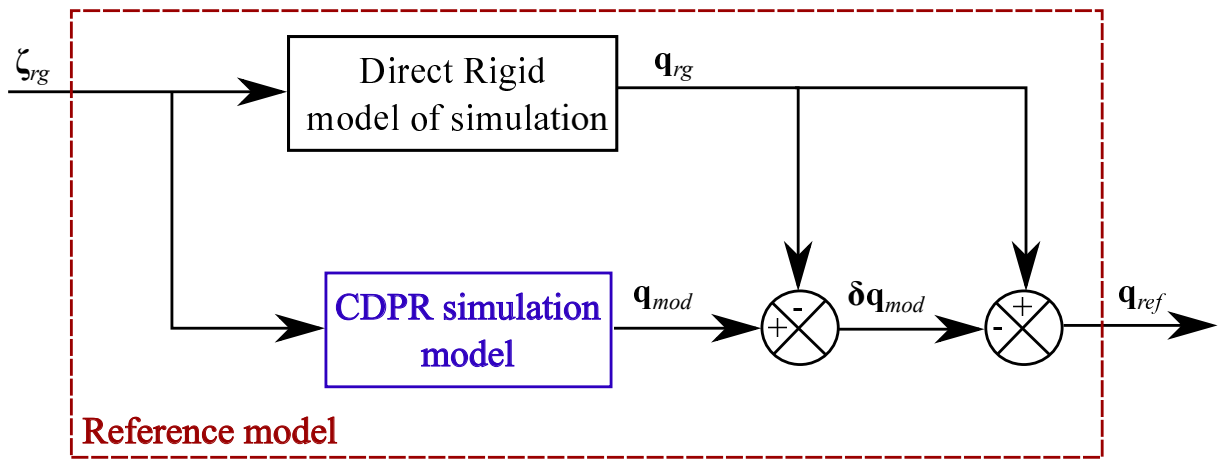 ζrg
Direct Rigid
model of simulation
qrg
CDPR simulation
model
qmod
-
+
δqmod
+
-
qref
Reference model